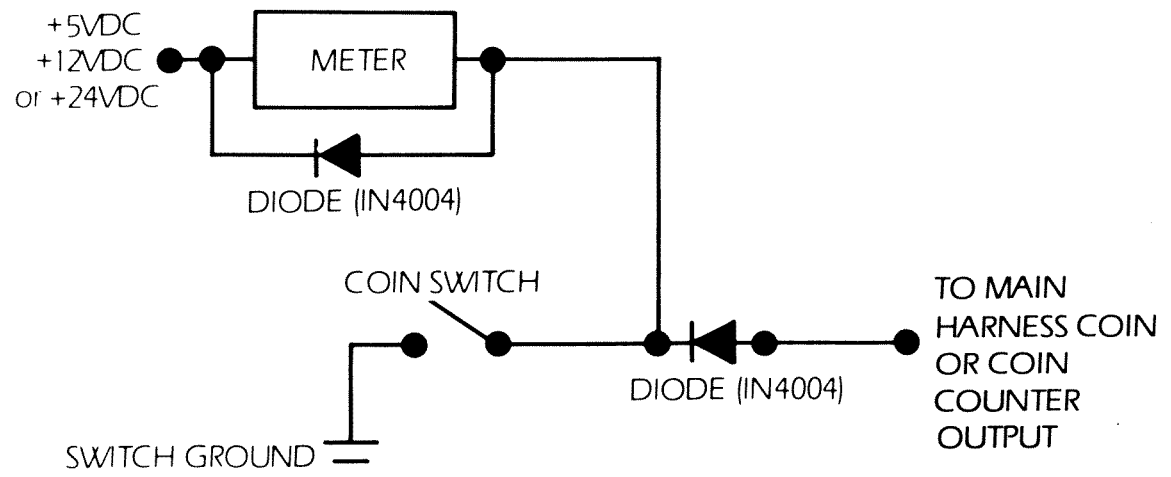 +5VDC
+12VDC
or +24VDC
METER
DIODE (IN4004)
COIN SWITCH
TO MAIN
HARNESS COIN
OR COIN
COUNTER
OUTPUT
DIODE (IN4004)
SWITCH GROUND